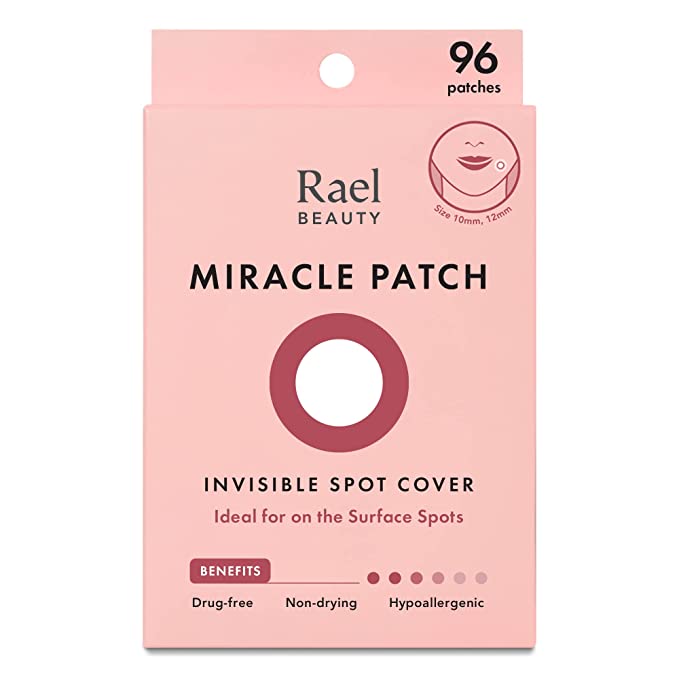 96
patches
Size 10mm, 12mm
Rael
BEAUTY
MIRACLE PATCH
INVISIBLE SPOT COVER
Ideal for on the Surface Spots
BENEFITS
Drug-free Non-drying Hypoallergenic